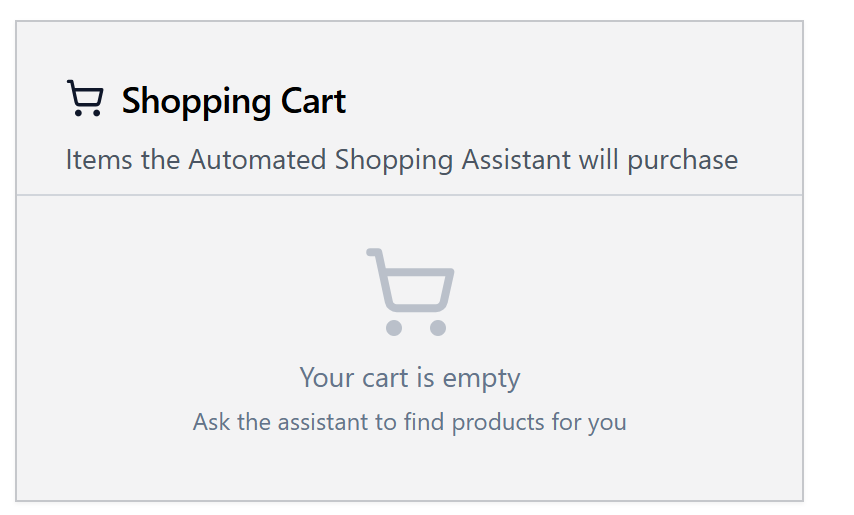 Shopping Cart
Items the Automated Shopping Assistant will purchase
Your cart is empty
Ask the assistant to find products for you